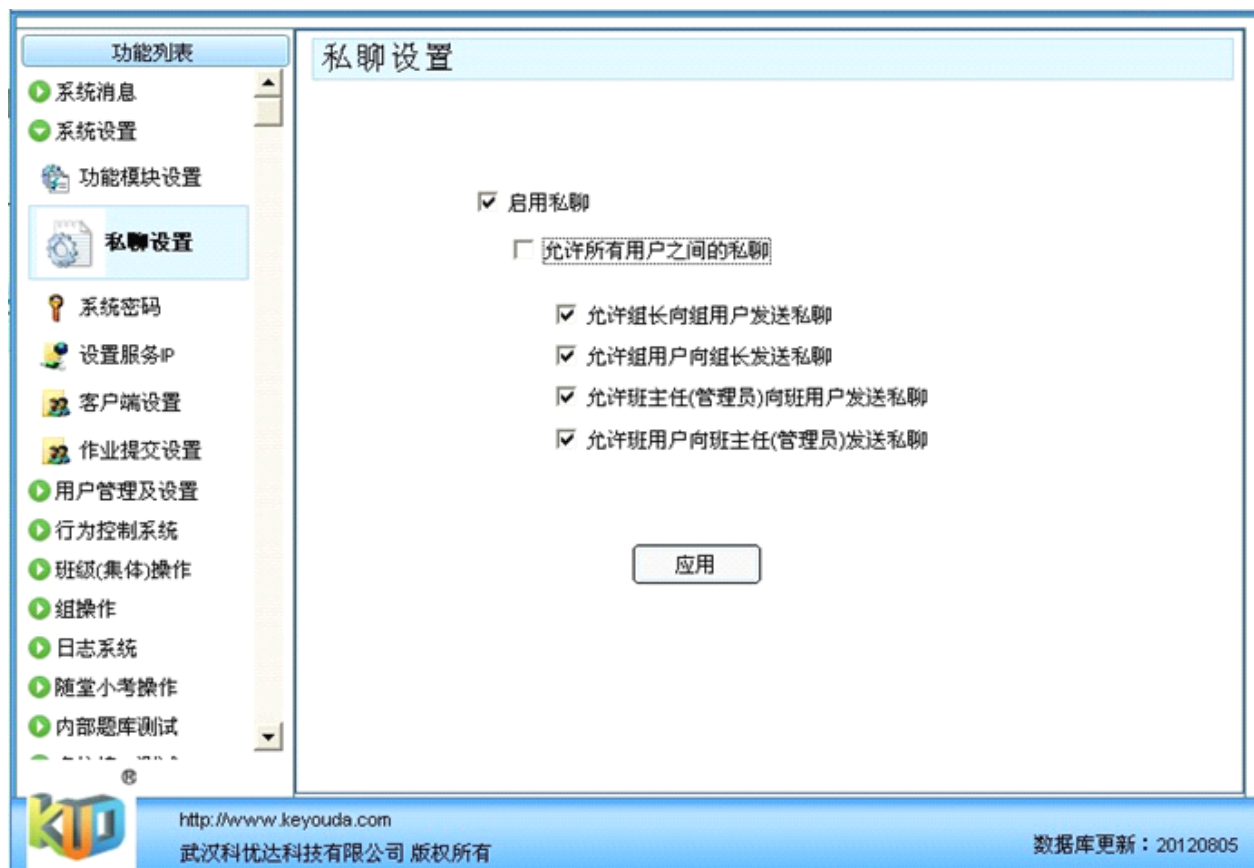 功能列表
系统消息
系统设置
功能模块设置
私聊设置
系统密码
设置服务IP
客户端设置
作业提交设置
用户管理及设置
行为控制系统
班级(集体)操作
组操作
日志系统
随堂小考操作
内部题库测试
私聊设置
启用私聊
允许所有用户之间的私聊
允许组长向组用户发送私聊
允许组用户向组长发送私聊
允许班主任(管理员)向班用户发送私聊
允许班用户向班主任(管理员)发送私聊
应用
®
KYD
http://www.keyouda.com
武汉科优达科技有限公司 版权所有
数据库更新：20120805